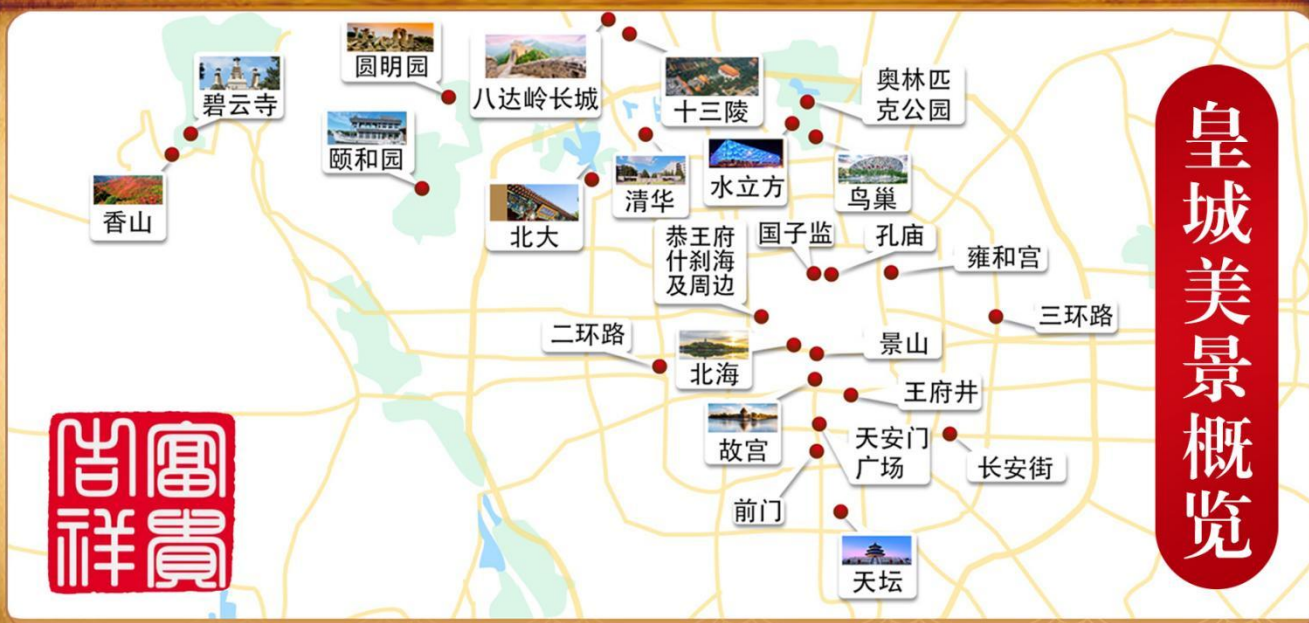 皇城美景概览
圆明园
八达岭长城
碧云寺
十三陵
奥林匹
克公园
颐和园
香山
北大
清华
水立方
鸟巢
恭王府
什刹海
及周边
国子监
孔庙
雍和宫
二环路
三环路
北海
景山
王府井
故宫
天安门
广场
长安街
前门
天坛
富貴
吉祥